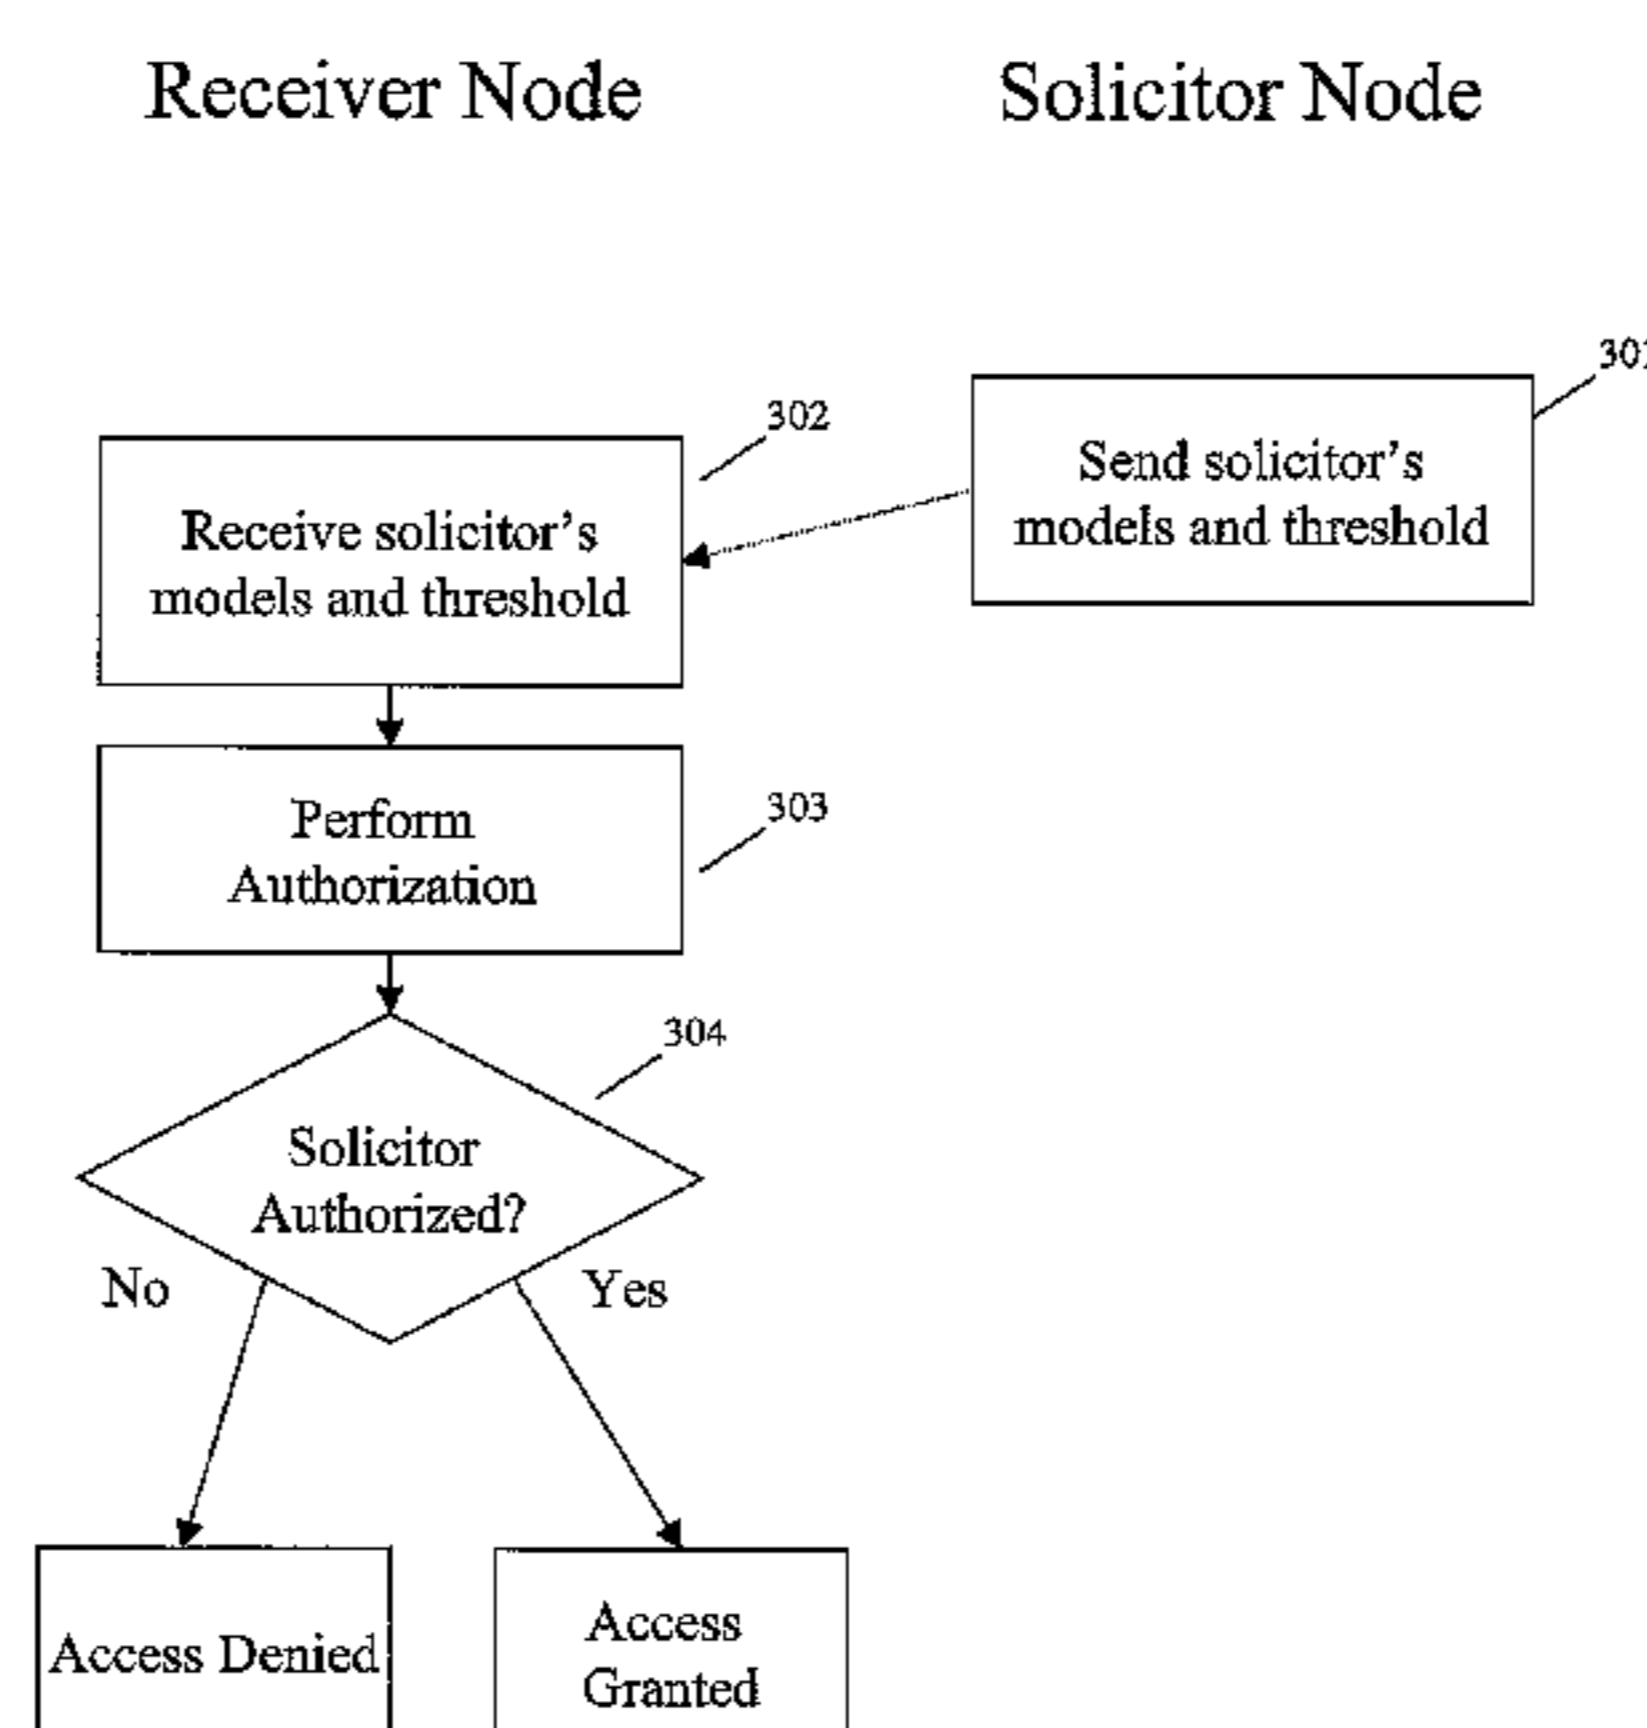 Receiver Node
Solicitor Node
302
Send solicitor's
models and threshold
Receive solicitor's
models and threshold
303
Perform
Authorization
304
Solicitor
Authorized?
No
Yes
Access Denied
Access
Granted